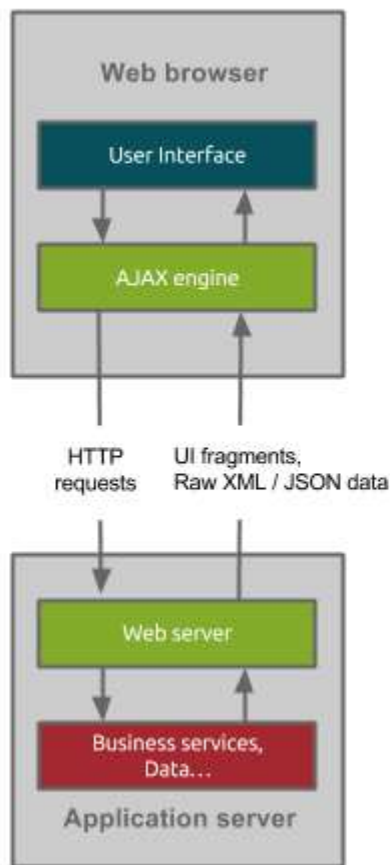 Web browser
User Interface
AJAX engine
HTTP
requests
UI fragments,
Raw XML / JSON data
Web server
Business services,
Data...
Application server